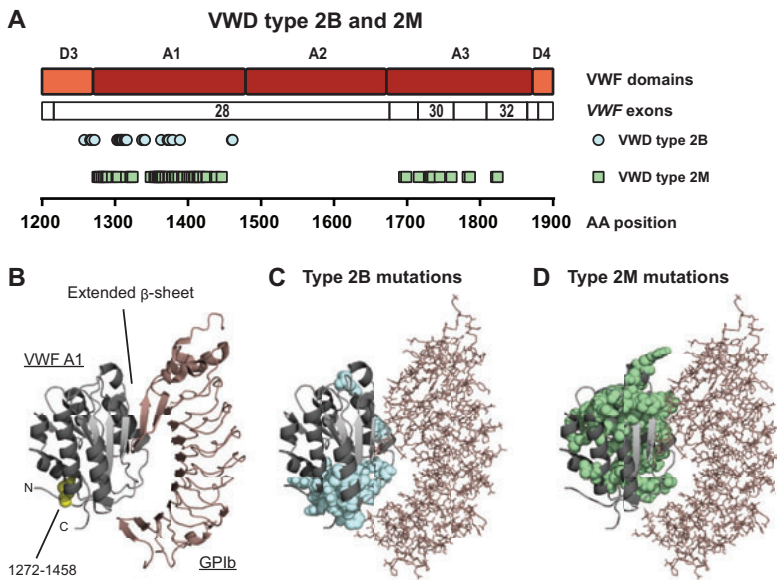 A VWD type 2B and 2M
D3 A1 A2 A3 D4
VWF domains
28 30 32 VWF exons
VWD type 2B
VWD type 2M
1200 1300 1400 1500 1600 1700 1800 1900 AA position
B C Type 2B mutations D Type 2M mutations
Extended β-sheet
VWF A1
N
C
1272-1458
GPIb